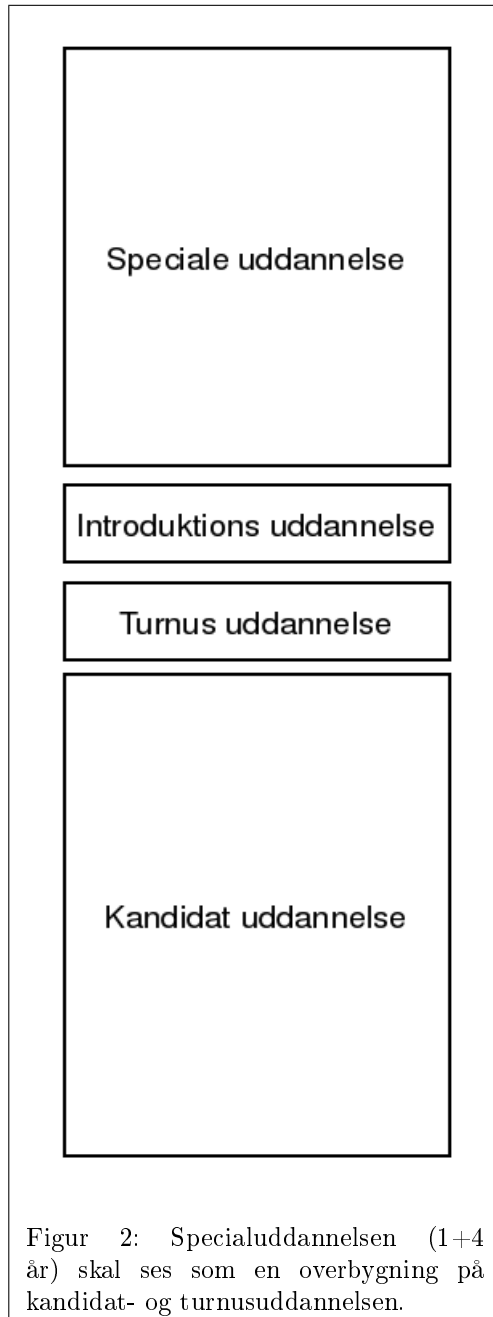 Speciale uddannelse
Introduktions uddannelse
Turnus uddannelse
Kandidat uddannelse
Figur 2: Specialuddannelsen (1+4
år) skal ses som en overbygning på
kandidat- og turnusuddannelsen.